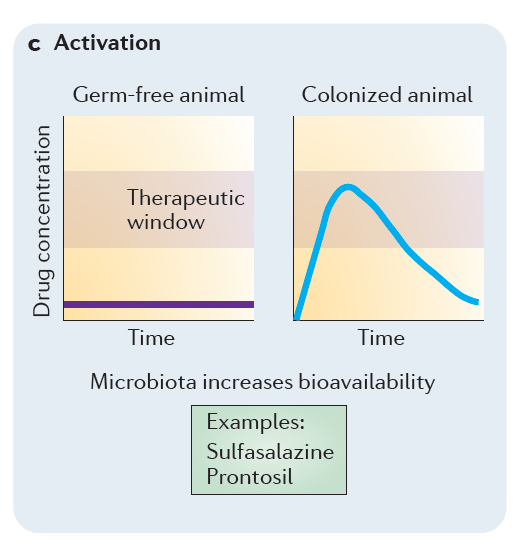 c Activation
Germ-free animal
Colonized animal
Drug concentration
Therapeutic
window
Time
Time
Microbiota increases bioavailability
Examples:
Sulfasalazine
Prontosil